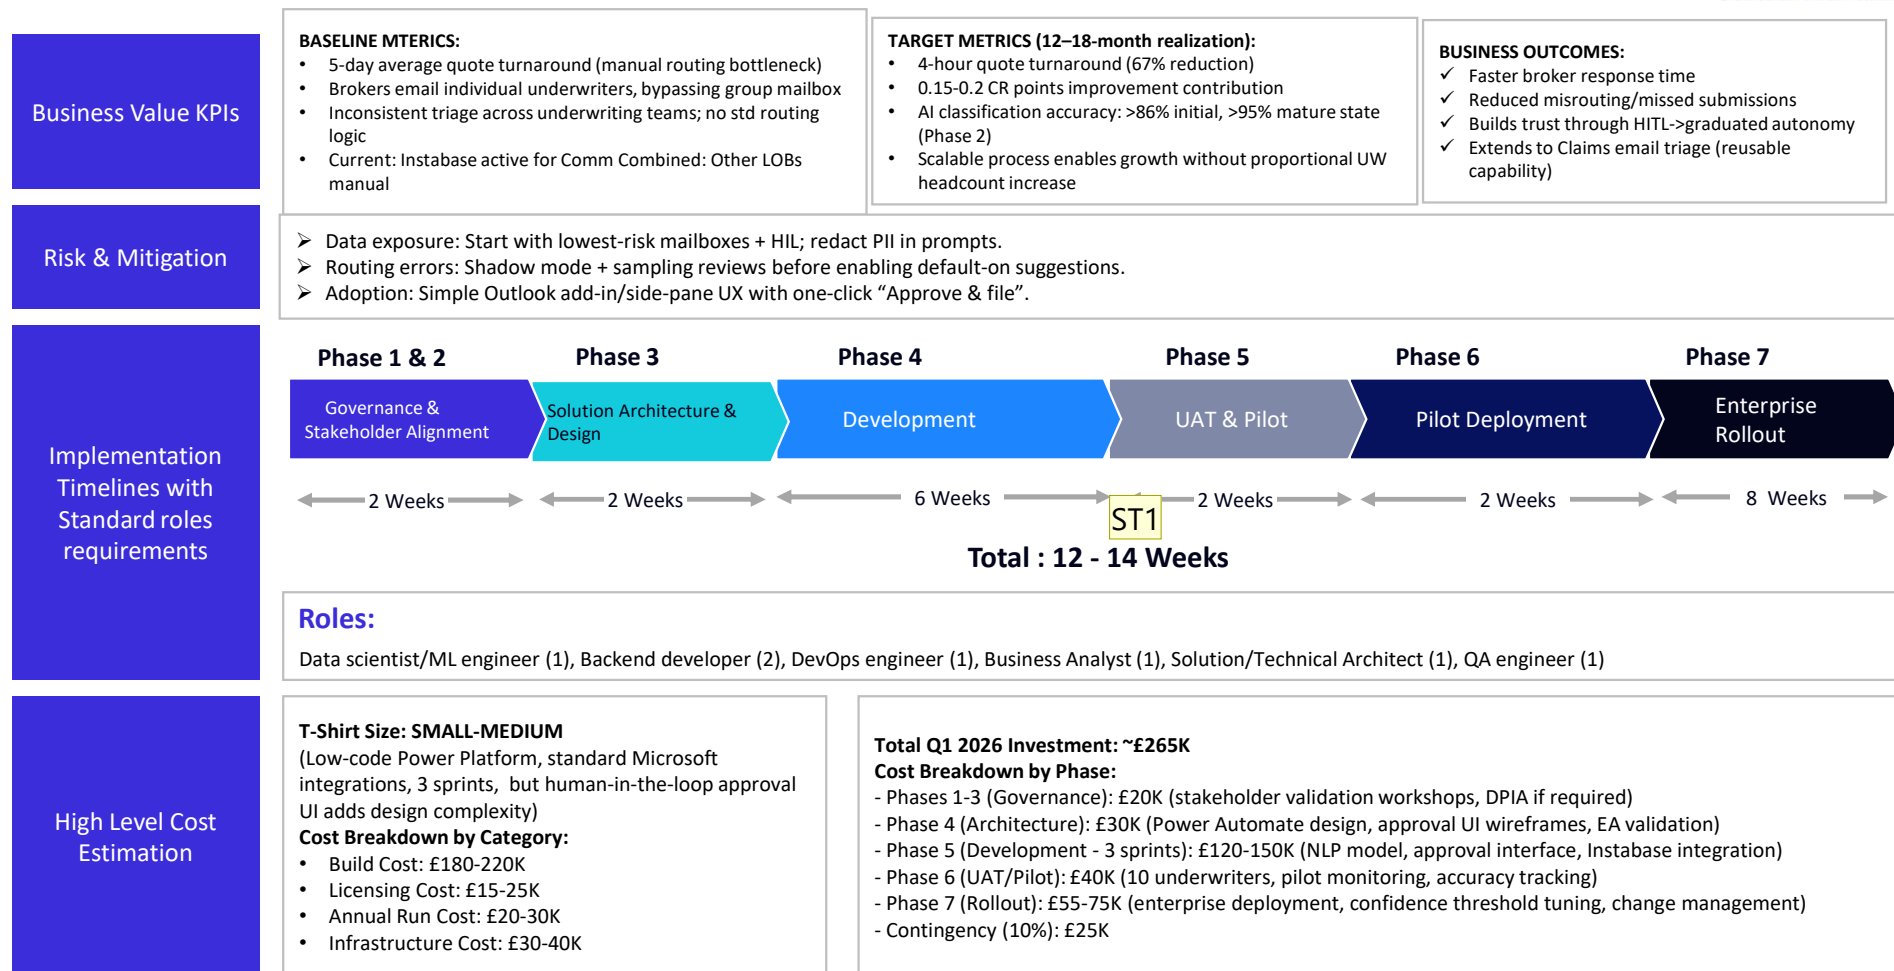 Business Value KPIs
BASELINE MTERICS:
• 5-day average quote turnaround (manual routing bottleneck)
• Brokers email individual underwriters, bypassing group mailbox
• Inconsistent triage across underwriting teams; no std routing
logic
• Current: Instabase active for Comm Combined: Other LOBs
manual
TARGET METRICS (12–18-month realization):
• 4-hour quote turnaround (67% reduction)
• 0.15-0.2 CR points improvement contribution
• AI classification accuracy: >86% initial, >95% mature state
(Phase 2)
• Scalable process enables growth without proportional UW
headcount increase
BUSINESS OUTCOMES:
✓ Faster broker response time
✓ Reduced misrouting/missed submissions
✓ Builds trust through HITL->graduated autonomy
✓ Extends to Claims email triage (reusable
capability)
Risk & Mitigation
➢ Data exposure: Start with lowest-risk mailboxes + HIL; redact PII in prompts.
➢ Routing errors: Shadow mode + sampling reviews before enabling default-on suggestions.
➢ Adoption: Simple Outlook add-in/side-pane UX with one-click “Approve & file”.
Implementation
Timelines with
Standard roles
requirements
Phase 1 & 2
Phase 3
Phase 4
Phase 5
Phase 6
Phase 7
Governance &
Stakeholder Alignment
Solution Architecture &
Design
Development
UAT & Pilot
Pilot Deployment
Enterprise
Rollout
2 Weeks
2 Weeks
6 Weeks
2 Weeks
2 Weeks
8 Weeks
ST1
Total : 12 - 14 Weeks
Roles:
Data scientist/ML engineer (1), Backend developer (2), DevOps engineer (1), Business Analyst (1), Solution/Technical Architect (1), QA engineer (1)
High Level Cost
Estimation
T-Shirt Size: SMALL-MEDIUM
(Low-code Power Platform, standard Microsoft
integrations, 3 sprints, but human-in-the-loop approval
UI adds design complexity)
Cost Breakdown by Category:
• Build Cost: £180-220K
• Licensing Cost: £15-25K
• Annual Run Cost: £20-30K
• Infrastructure Cost: £30-40K
Total Q1 2026 Investment: ~£265K
Cost Breakdown by Phase:
- Phases 1-3 (Governance): £20K (stakeholder validation workshops, DPIA if required)
- Phase 4 (Architecture): £30K (Power Automate design, approval UI wireframes, EA validation)
- Phase 5 (Development - 3 sprints): £120-150K (NLP model, approval interface, Instabase integration)
- Phase 6 (UAT/Pilot): £40K (10 underwriters, pilot monitoring, accuracy tracking)
- Phase 7 (Rollout): £55-75K (enterprise deployment, confidence threshold tuning, change management)
- Contingency (10%): £25K